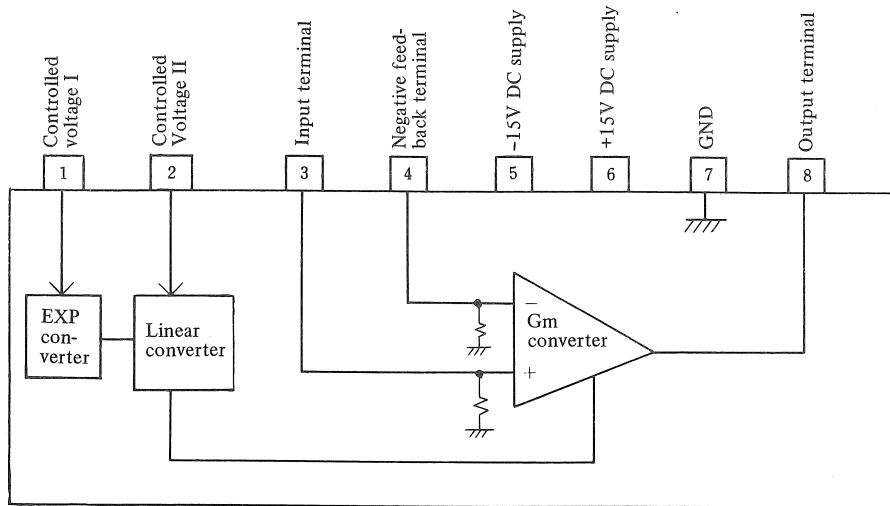 Controlled
voltage I
Controlled
Voltage II
Input terminal
Negative feed-
back terminal
-15V DC supply
+15V DC supply
GND
Output terminal
1
2
3
4
5
6
7
8
EXP
con-
verter
Linear
converter
−
Gm
converter
+